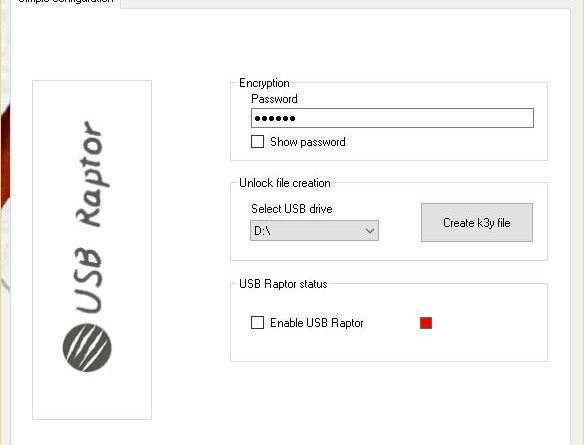 Simple Configuration
USB Raptor
Encryption
Password
••••••
Show password
Unlock file creation
Select USB drive
D:\
Create k3y file
USB Raptor status
Enable USB Raptor